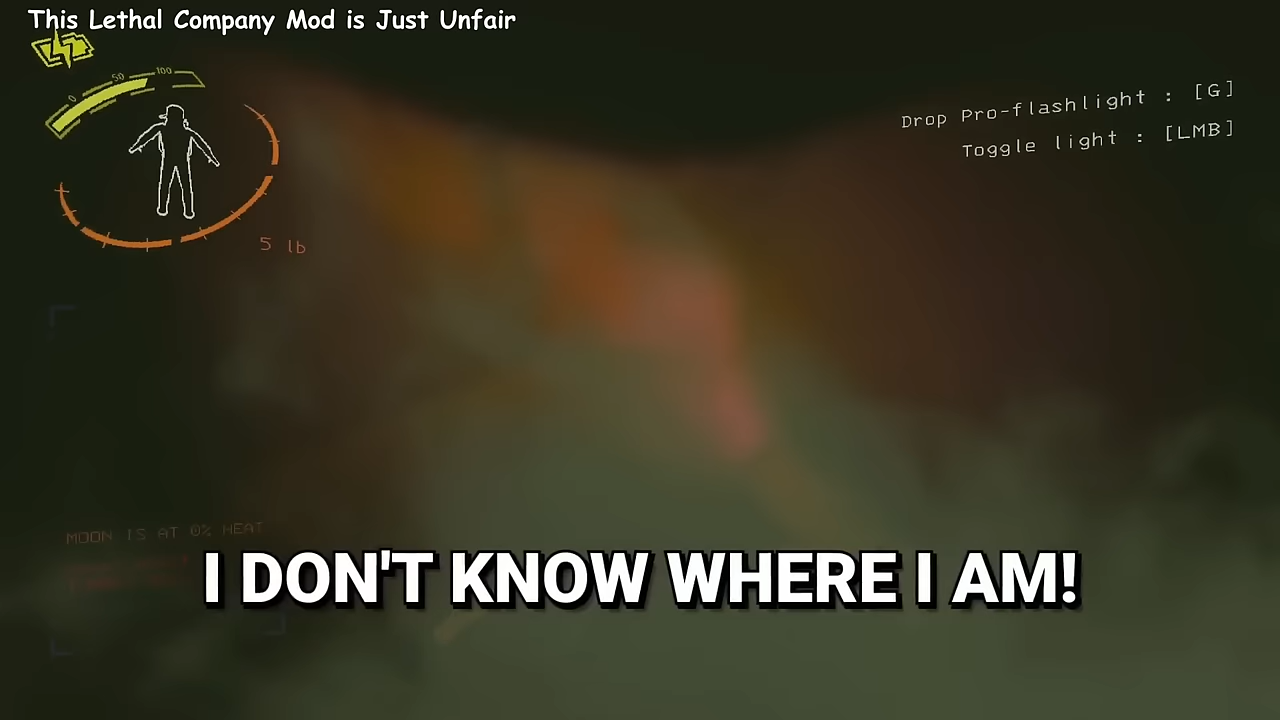 This Lethal Company Mod is Just Unfair
0 50 100
Drop Pro-flashlight : [G]
Toggle light : [LMB]
5 lb
MOON IS AT 0% HEAT
I DON'T KNOW WHERE I AM!